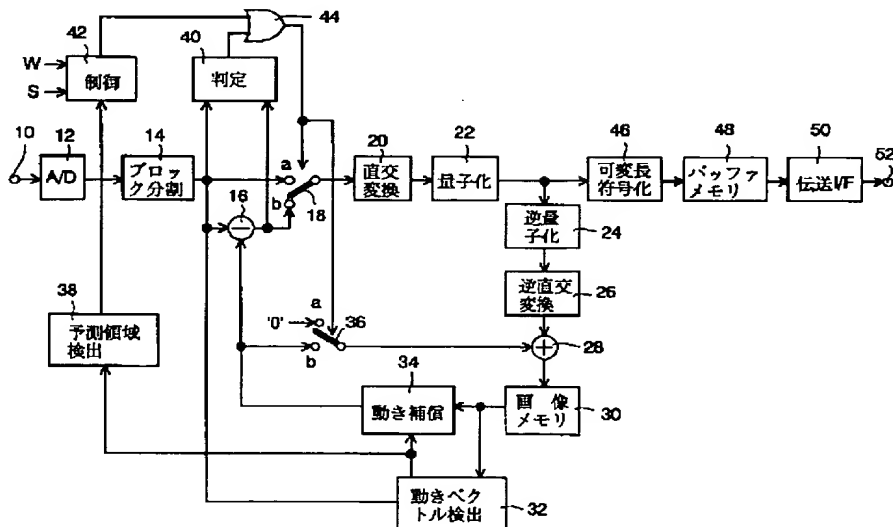 44
42
40
W
制御
判定
S
10
12
14
20
22
46
48
50
52
A/D
ブロッ
ク分割
a
b
18
直交
変換
量子化
可変長
符号化
バッファ
メモリ
伝送I/F
16
逆量
子化
24
逆直交
変換
26
38
予測領域
検出
a
'0'
36
b
28
34
動き補償
画像
メモリ
30
動きベク
トル検出
32